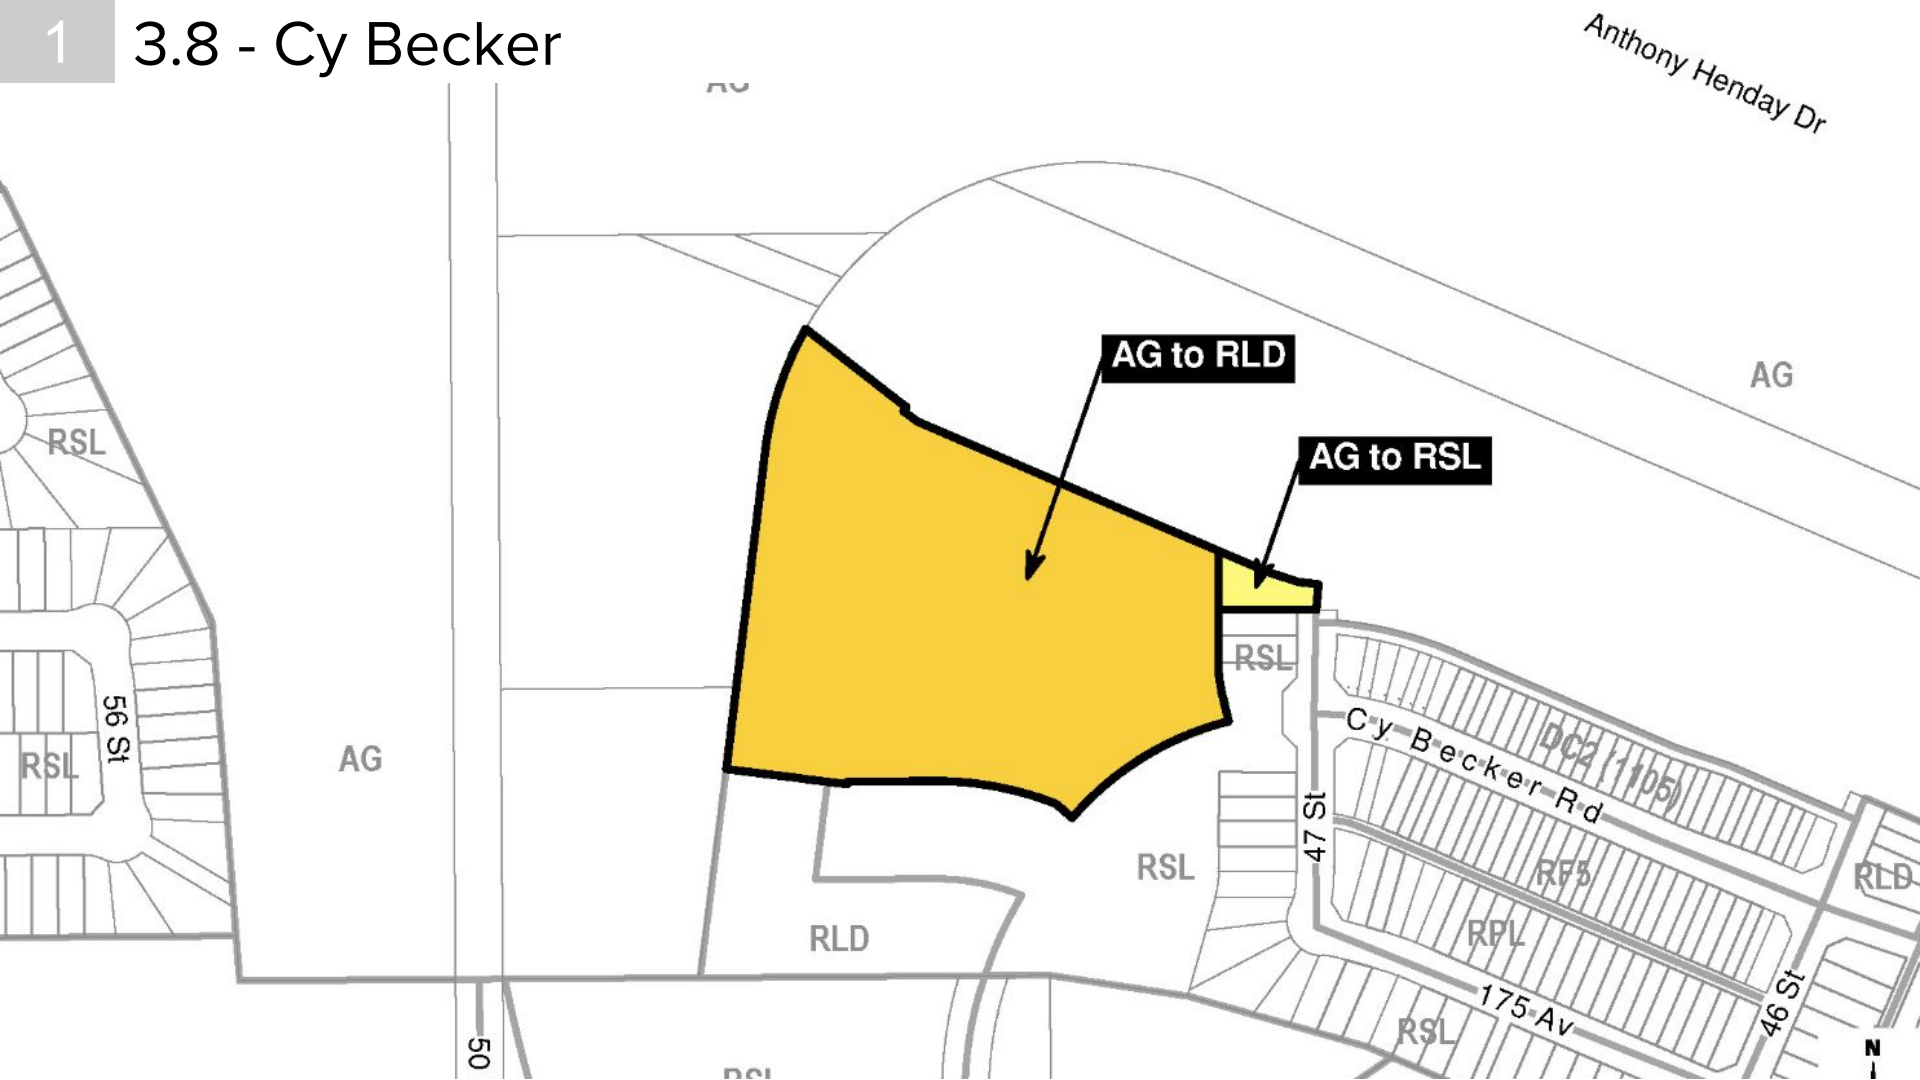 1
3.8 - Cy Becker
Anthony Henday Dr
AG
AG to RLD
AG
AG to RSL
RSL
RSL
56 St
RSL
AG
Cy Becker Rd
DC2 (1105)
47 St
RSL
RF5
RLD
RLD
RPL
175 Av
46 St
RSL
50
RSL
N